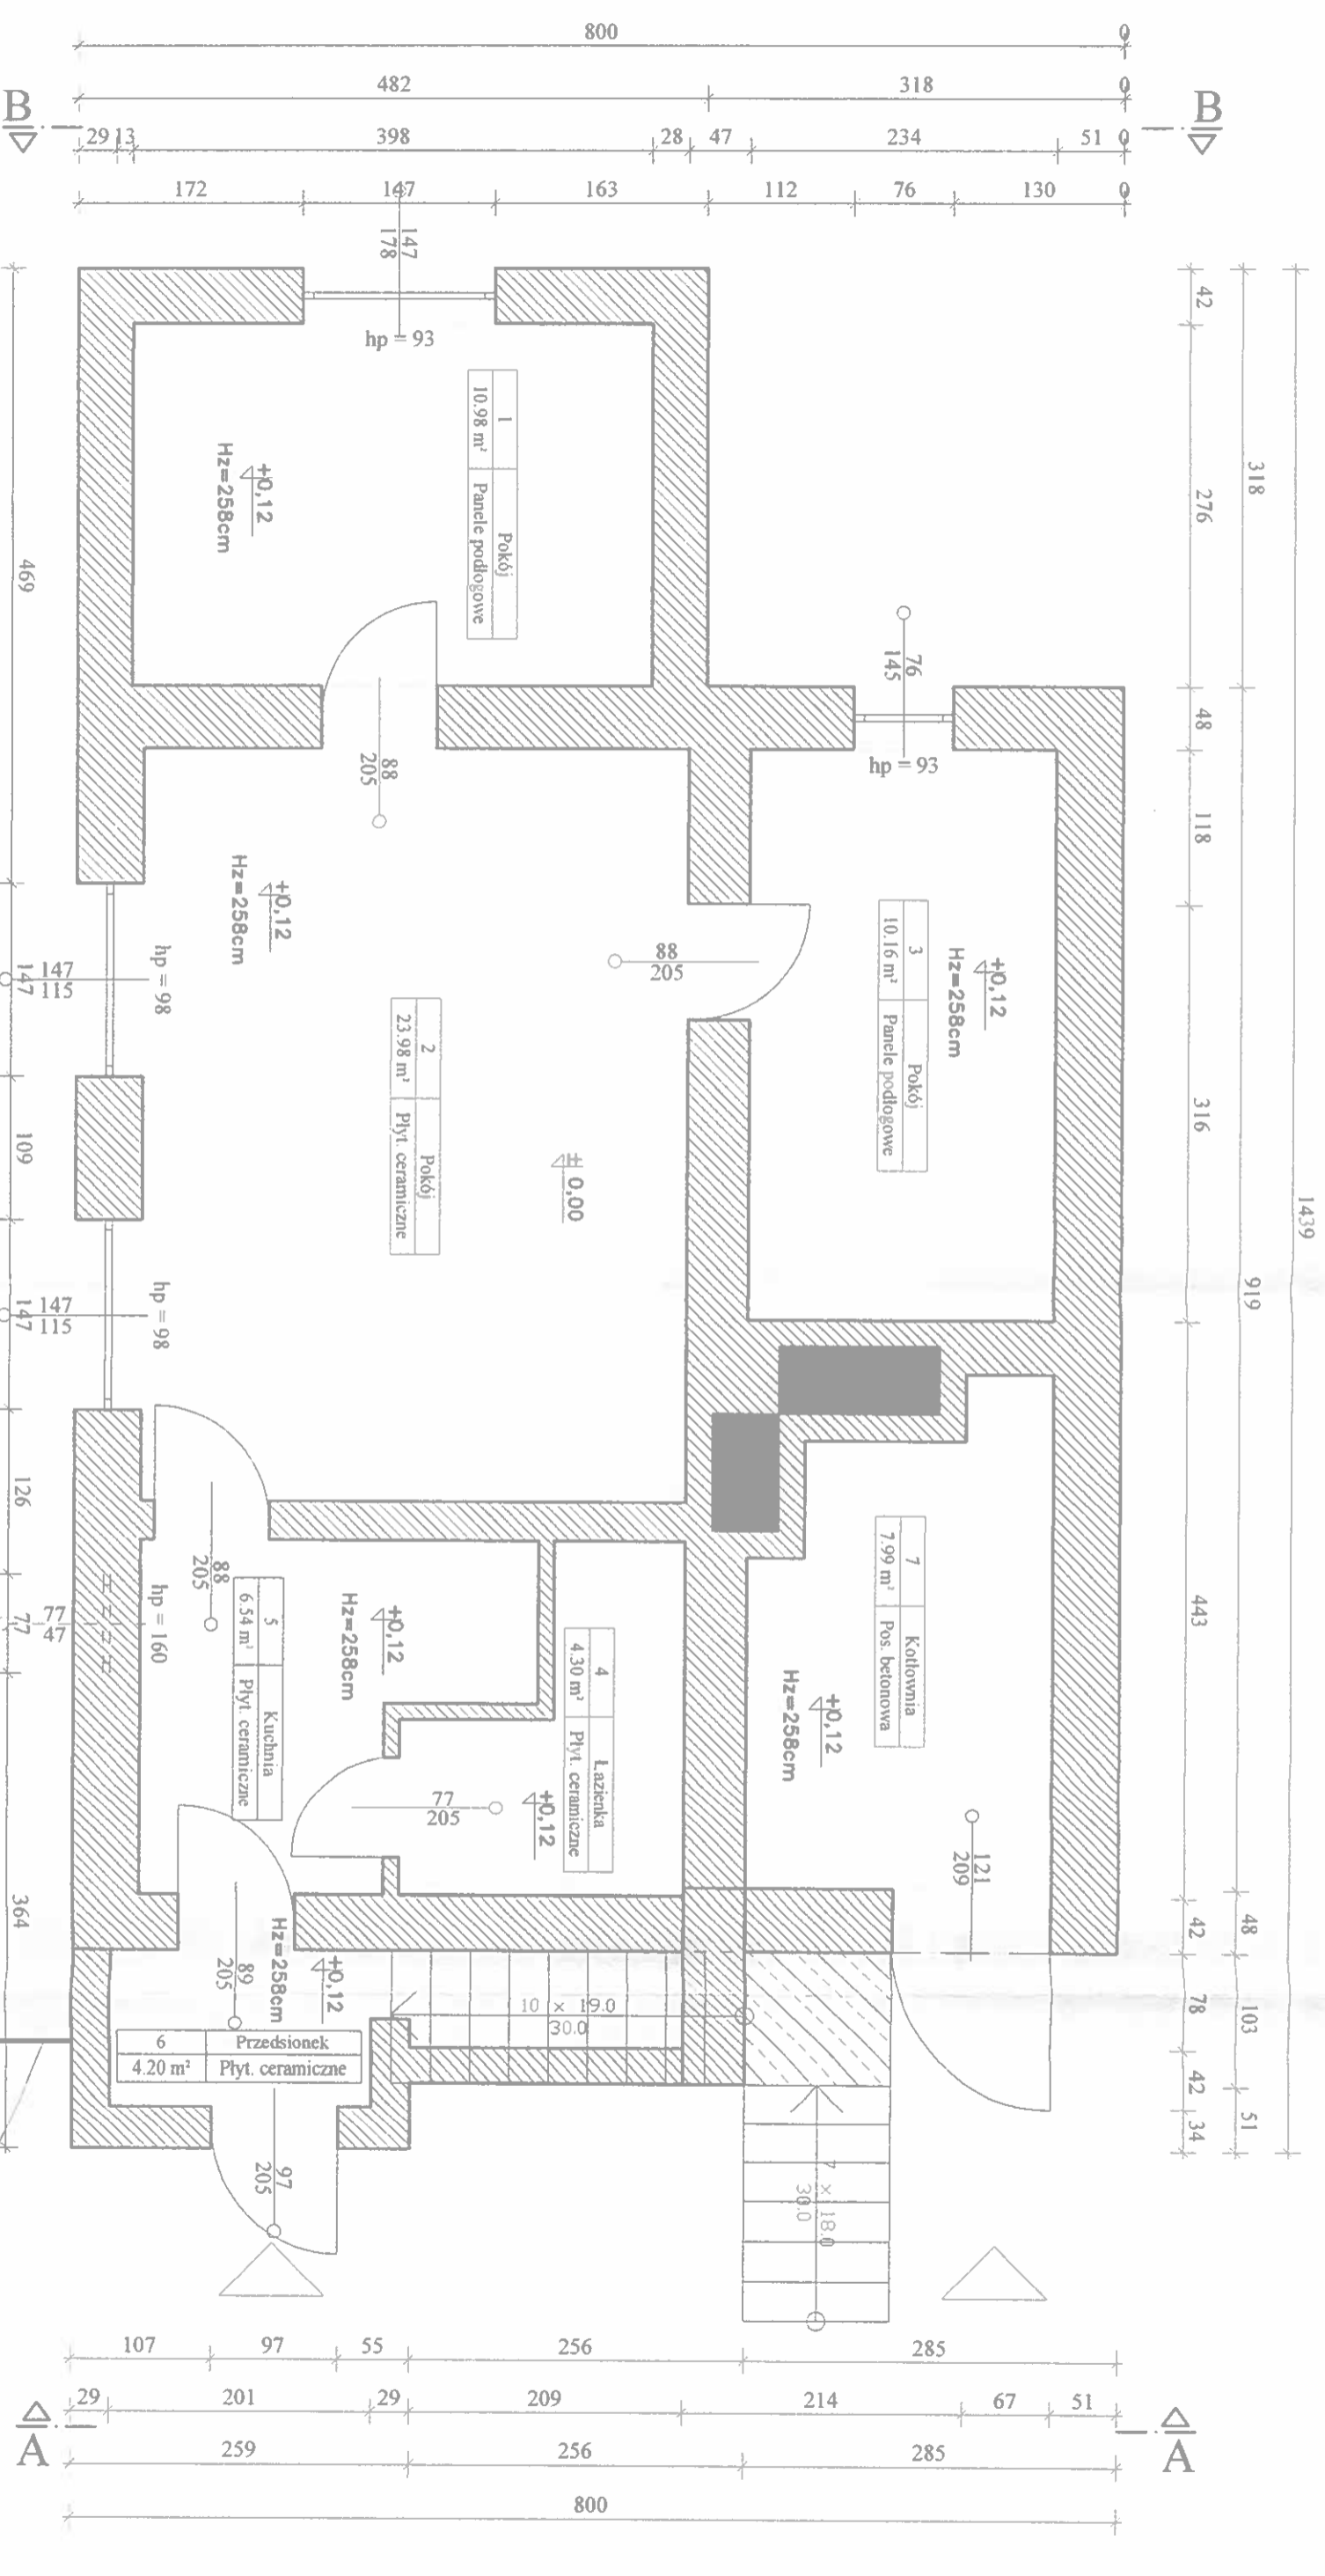 800
0
482
318
0
B
B
29
13
398
28
47
234
51
0
172
147
163
112
76
130
0
147
178
hp = 93
42
318
276
1
Pokój
10.98 m²
Panele podłogowe
+0,12
Hz=258cm
469
76
145
48
hp = 93
88
205
118
+0,12
Hz=258cm
88
205
3
Pokój
10.16 m²
Panele podłogowe
+0,12
Hz=258cm
hp = 98
147
147
115
2
Pokój
23.98 m²
Płyt. ceramiczne
316
109
± 0,00
1439
919
hp = 98
147
147
115
126
88
205
7
Kotłownia
7.99 m²
Pos. betonowa
+0,12
Hz=258cm
443
hp = 160
77
77
47
5
Kuchnia
6.54 m²
Płyt. ceramiczne
+0,12
Hz=258cm
4
Łazienka
4.30 m²
Płyt. ceramiczne
+0,12
77
205
121
209
364
42
48
89
205
+0,12
Hz=258cm
10 x 19.0
30.0
78
103
6
Przedsionek
4.20 m²
Płyt. ceramiczne
42
51
34
97
205
7 x 18.0
30.0
107
97
55
256
285
29
201
29
209
214
67
51
A
A
259
256
285
800